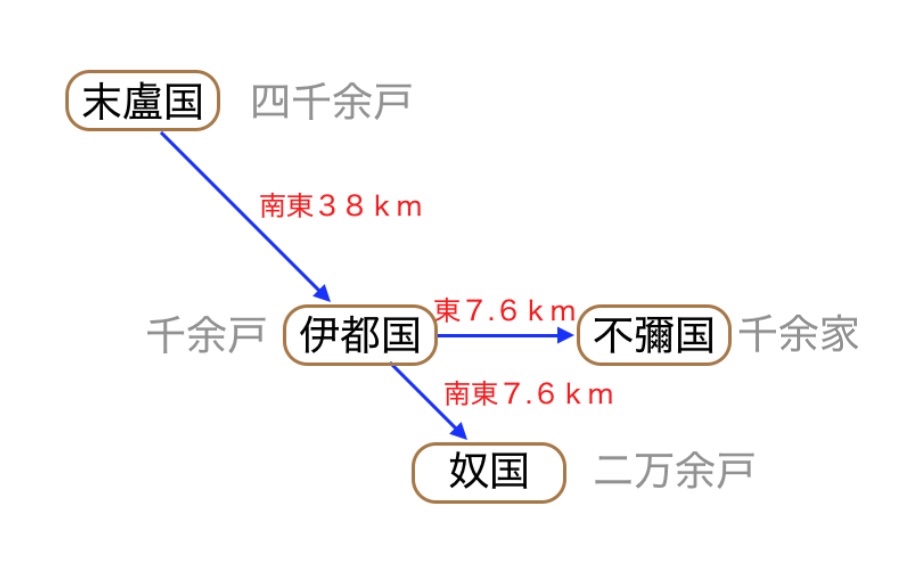 末盧国 四千余戸
南東３８ｋｍ
東７.６ｋｍ
千余戸 伊都国 不彌国 千余家
南東７.６ｋｍ
奴国 二万余戸